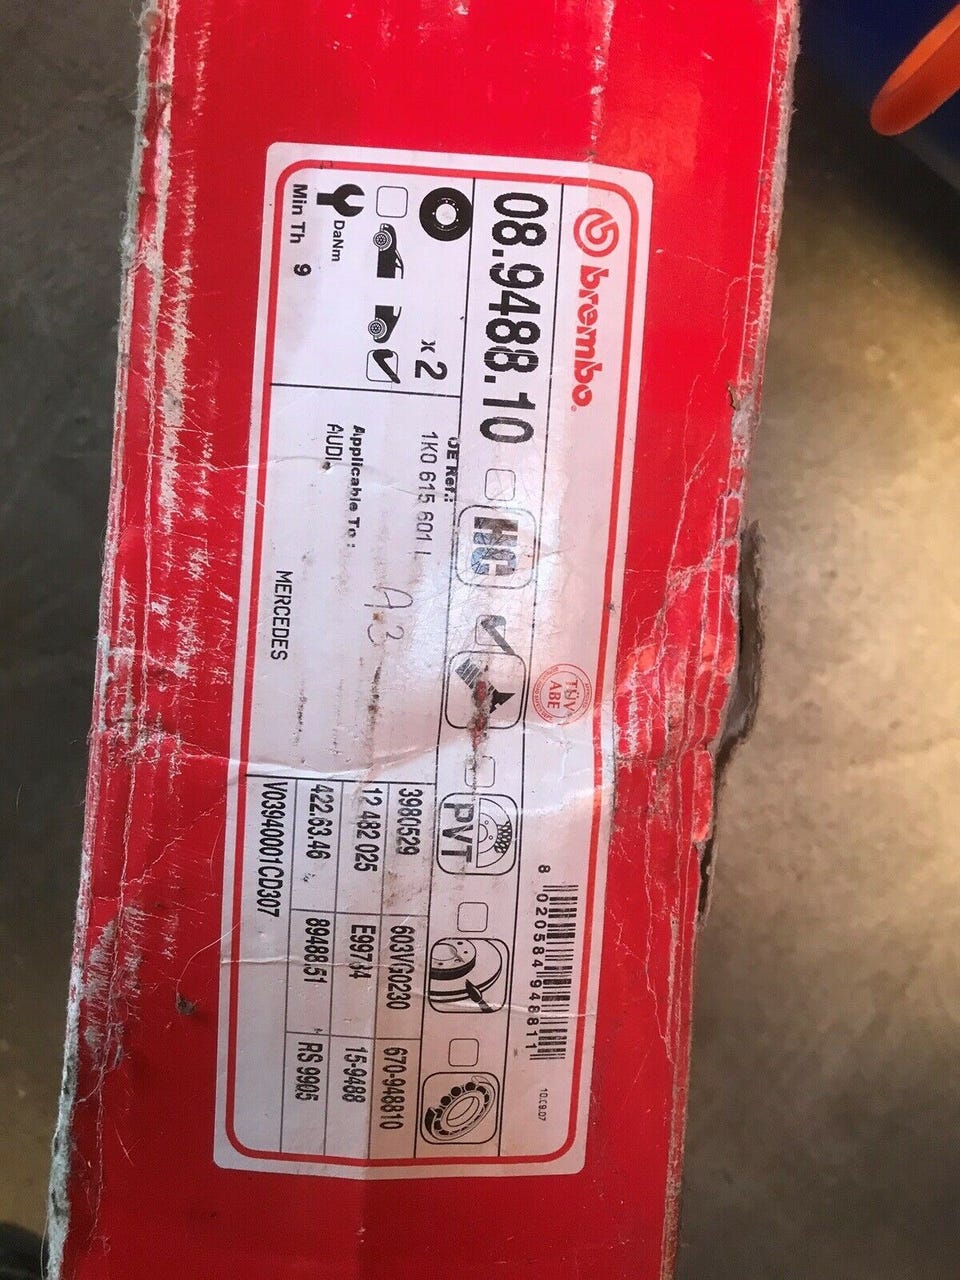 brembo
TÜV
ABE
8 020584 948811
08.9488.10
HC
PVT
x 2
DaNm
Min Th 9
OE Ref.:
1K0 615 601 L
Applicable To :
AUDI
A3
MERCEDES
3980529 603VG0230 670-948810
12 482 025 E99734 15-9488
422.63.46 89488.51 RS 9905
V03940001CD307